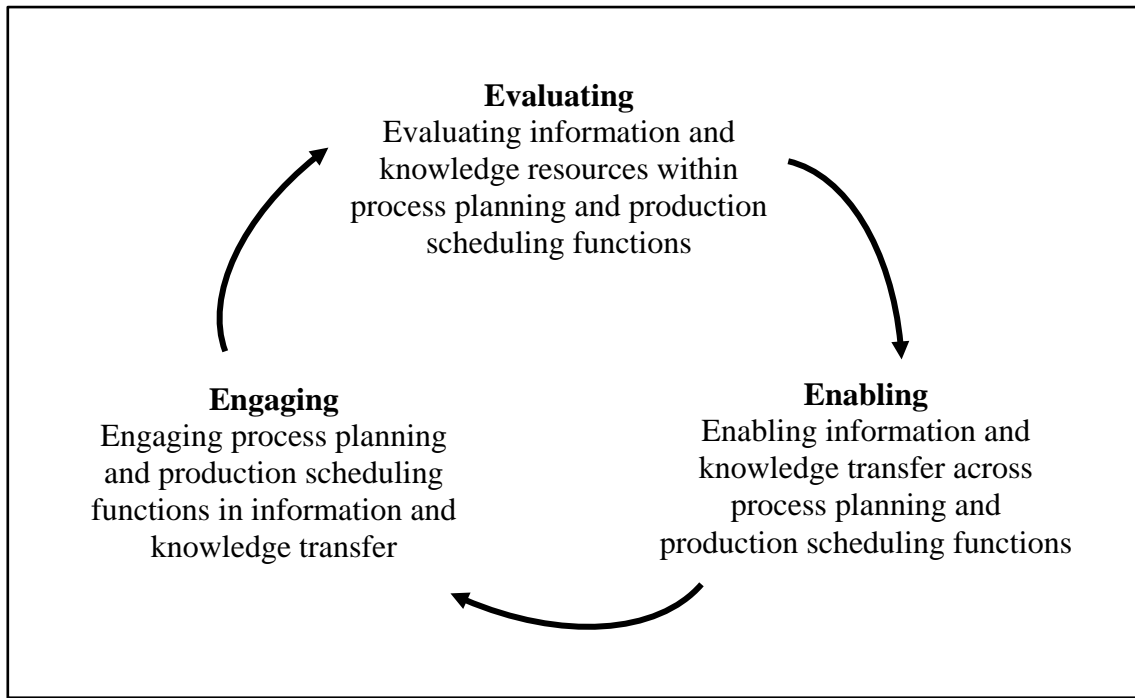 Evaluating
Evaluating information and
knowledge resources within
process planning and production
scheduling functions
Engaging
Engaging process planning
and production scheduling
functions in information and
knowledge transfer
Enabling
Enabling information and
knowledge transfer across
process planning and
production scheduling functions